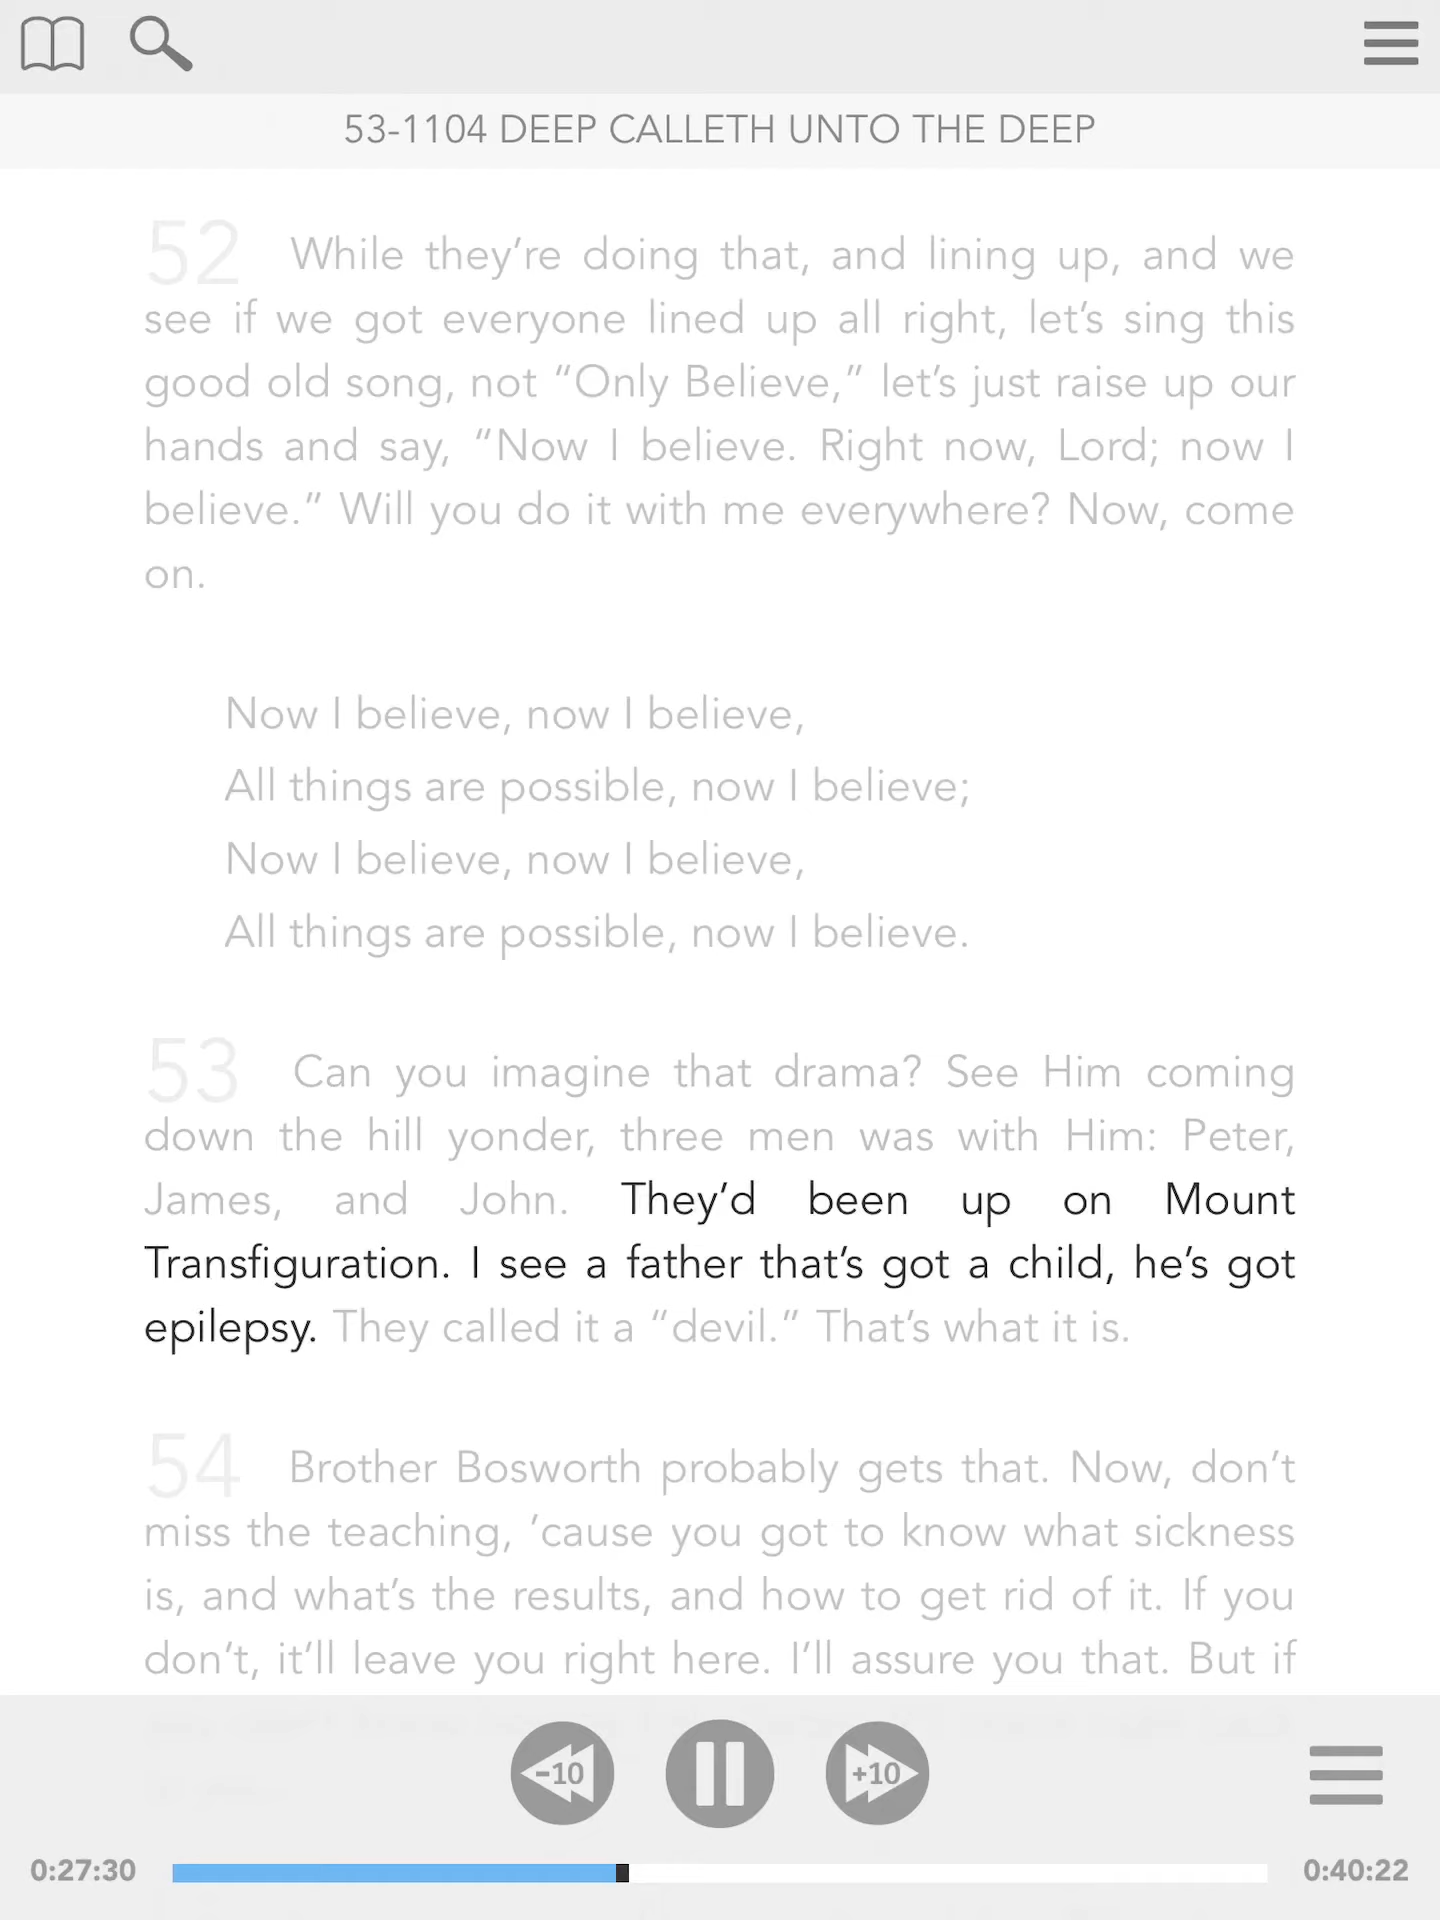 53-1104 DEEP CALLETH UNTO THE DEEP
52 While they’re doing that, and lining up, and we
see if we got everyone lined up all right, let’s sing this
good old song, not “Only Believe,” let’s just raise up our
hands and say, “Now I believe. Right now, Lord; now I
believe.” Will you do it with me everywhere? Now, come
on.
Now I believe, now I believe,
All things are possible, now I believe;
Now I believe, now I believe,
All things are possible, now I believe.
53 Can you imagine that drama? See Him coming
down the hill yonder, three men was with Him: Peter,
James, and John. They’d been up on Mount
Transfiguration. I see a father that’s got a child, he’s got
epilepsy. They called it a “devil.” That’s what it is.
54 Brother Bosworth probably gets that. Now, don’t
miss the teaching, ’cause you got to know what sickness
is, and what’s the results, and how to get rid of it. If you
don’t, it’ll leave you right here. I’ll assure you that. But if
-10 +10
0:27:30 0:40:22